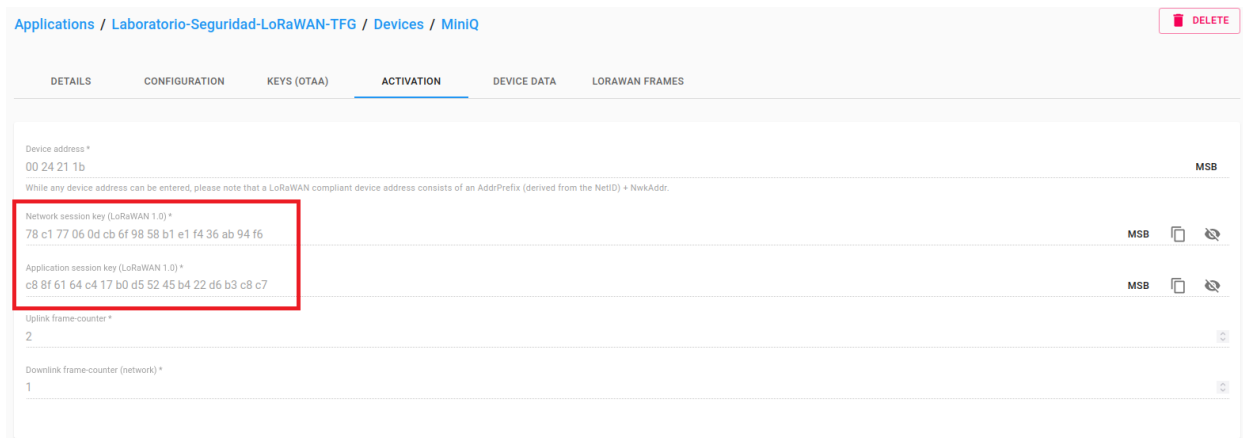 Applications / Laboratorio-Seguridad-LoRaWAN-TFG / Devices / MiniQ
DELETE
DETAILS CONFIGURATION KEYS (OTAA) ACTIVATION DEVICE DATA LORAWAN FRAMES
Device address *
00 24 21 1b MSB
While any device address can be entered, please note that a LoRaWAN compliant device address consists of an AddrPrefix (derived from the NetID) + NwkAddr.
Network session key (LoRaWAN 1.0) *
78 c1 77 06 0d cb 6f 98 58 b1 e1 f4 36 ab 94 f6 MSB
Application session key (LoRaWAN 1.0) *
c8 8f 61 64 c4 17 b0 d5 52 45 b4 22 d6 b3 c8 c7 MSB
Uplink frame-counter *
2
Downlink frame-counter (network) *
1